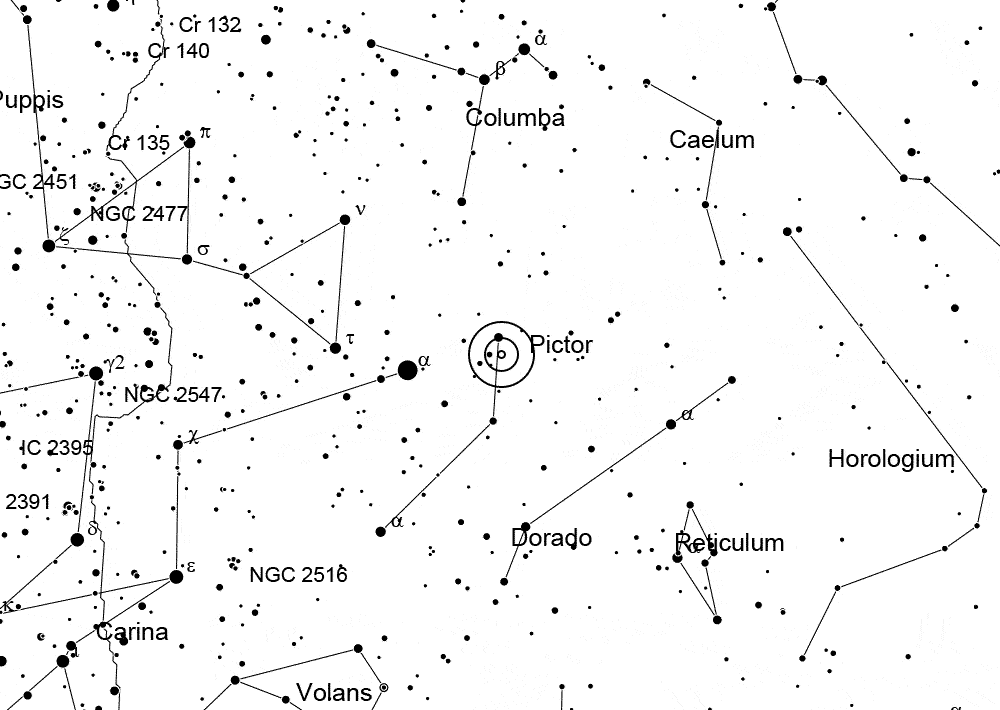 Cr 132
α
Cr 140
β
Puppis
Columba
π
Cr 135
Caelum
GC 2451
NGC 2477
ν
ζ
σ
τ
Pictor
γ2
α
NGC 2547
α
χ
IC 2395
Horologium
2391
α
δ
Dorado
Reticulum
α
ε
NGC 2516
κ
Carina
ι
Volans
α